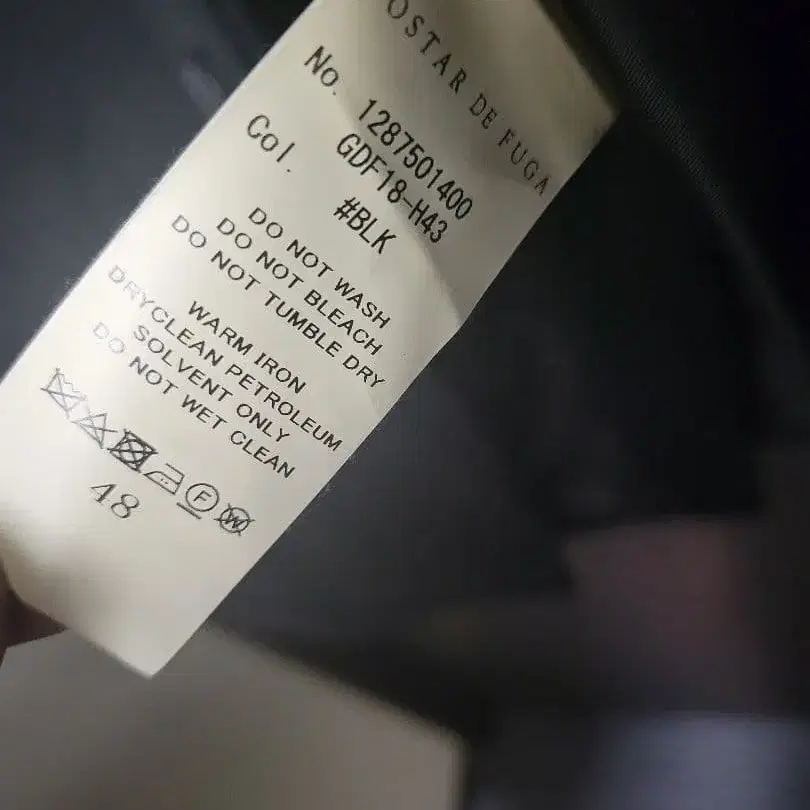 OSTAR DE FUGA
No. 1287501400
GDF18-H43
Col. #BLK
DO NOT WASH
DO NOT BLEACH
DO NOT TUMBLE DRY
WARM IRON
DRYCLEAN PETROLEUM
SOLVENT ONLY
DO NOT WET CLEAN
F W
48